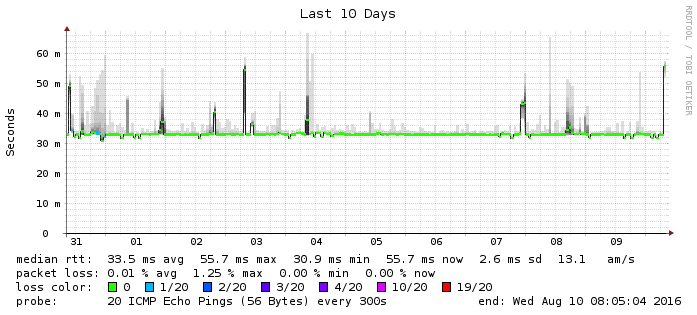 Last 10 Days
RRDTOOL / TOBI OETIKER
Seconds
60 m
50 m
40 m
30 m
20 m
10 m
0
31 01 02 03 04 05 06 07 08 09
median rtt: 33.5 ms avg 55.7 ms max 30.9 ms min 55.7 ms now 2.6 ms sd 13.1 am/s
packet loss: 0.01 % avg 1.25 % max 0.00 % min 0.00 % now
loss color: 0 1/20 2/20 3/20 4/20 10/20 19/20
probe: 20 ICMP Echo Pings (56 Bytes) every 300s end: Wed Aug 10 08:05:04 2016